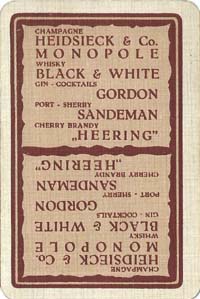 CHAMPAGNE
HEIDSIECK & Co.
MONOPOLE
WHISKY
BLACK & WHITE
GIN - COCKTAILS
GORDON
PORT - SHERRY
SANDEMAN
CHERRY BRANDY
„HEERING”
„HEERING”
CHERRY BRANDY
SANDEMAN
PORT - SHERRY
GORDON
GIN - COCKTAILS
BLACK & WHITE
WHISKY
MONOPOLE
HEIDSIECK & Co.
CHAMPAGNE